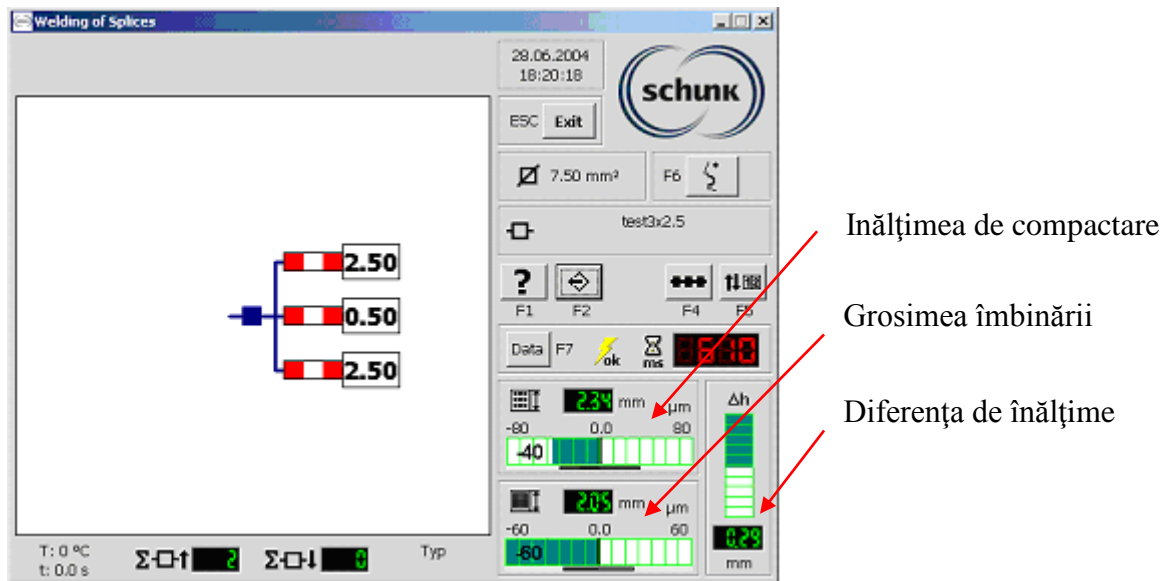 Welding of Splices
28.06.2004
18:20:18
schunk
ESC Exit
7.50 mm²
F6
test3x2.5
2.50
0.50
2.50
?
F1
F2
F4
F5
Data F7
ok
ms
610
2.34 mm
µm
-80 0.0 80
-40
2.05 mm
µm
-60 0.0 60
-60
Δh
0.29
mm
T: 0 ºC
t: 0.0 s
Σ 2
Σ 0
Typ
Inălţimea de compactare
Grosimea îmbinării
Diferenţa de înălţime